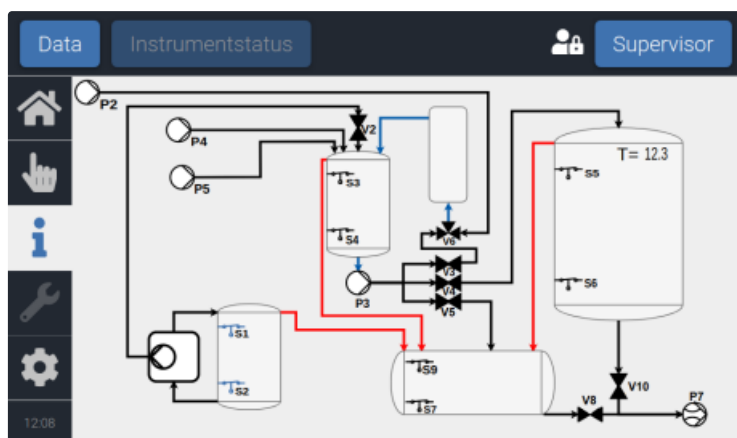 Data
Instrumentstatus
Supervisor
P2
V2
P4
P5
S3
S4
T= 12.3
S5
V6
V3
V4
V5
P3
S6
S1
S2
S9
S7
V8
V10
P7
12:08